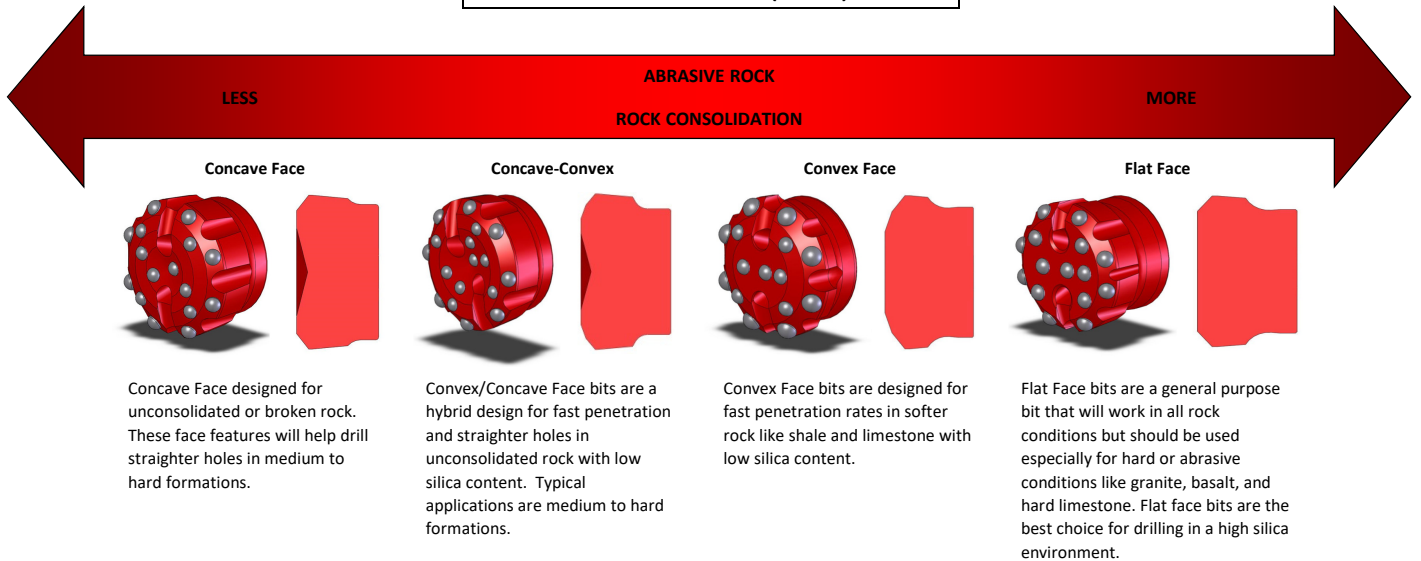 ABRASIVE ROCK
LESS
MORE
ROCK CONSOLIDATION
Concave Face
Concave-Convex
Convex Face
Flat Face
Concave Face designed for
unconsolidated or broken rock.
These face features will help drill
straighter holes in medium to
hard formations.
Convex/Concave Face bits are a
hybrid design for fast penetration
and straighter holes in
unconsolidated rock with low
silica content.  Typical
applications are medium to hard
formations.
Convex Face bits are designed for
fast penetration rates in softer
rock like shale and limestone with
low silica content.
Flat Face bits are a general purpose
bit that will work in all rock
conditions but should be used
especially for hard or abrasive
conditions like granite, basalt, and
hard limestone. Flat face bits are the
best choice for drilling in a high silica
environment.